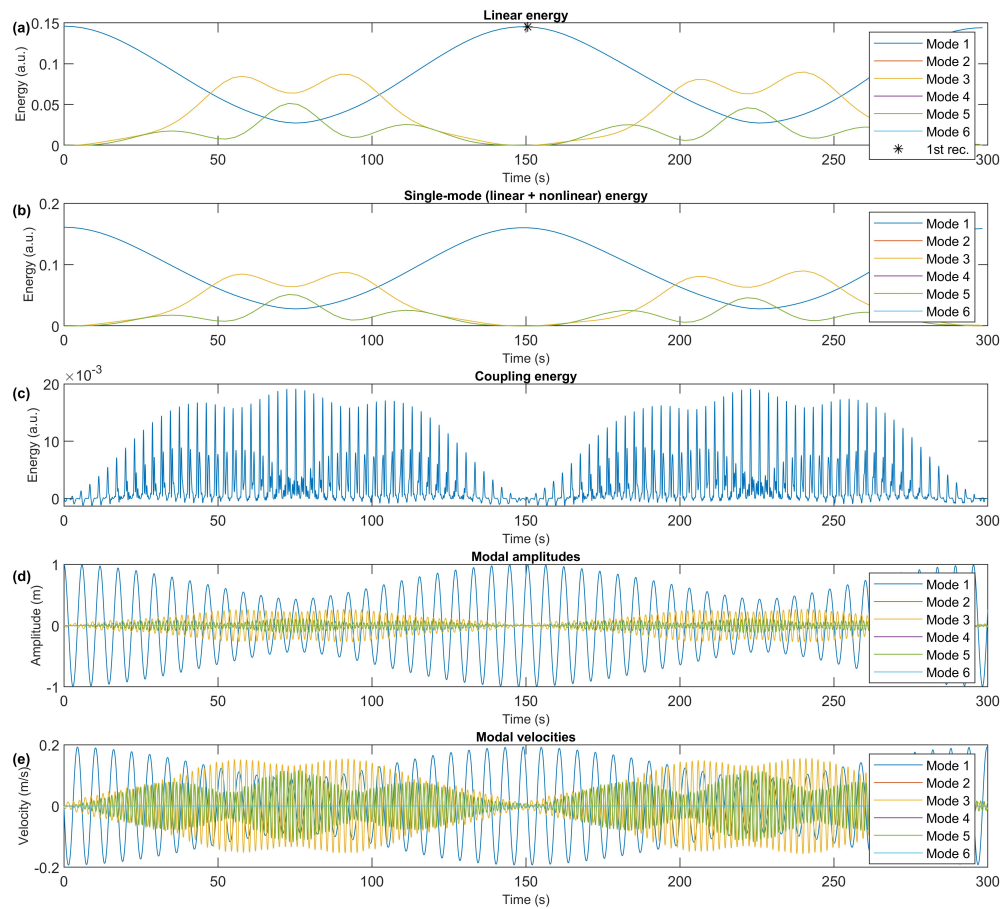 (a)
Linear energy
Energy (a.u.)
0.15
0.1
0.05
0
0 50 100 150 200 250 300
Time (s)
Mode 1
Mode 2
Mode 3
Mode 4
Mode 5
Mode 6
1st rec.
(b)
Single-mode (linear + nonlinear) energy
Energy (a.u.)
0.2
0.1
0
0 50 100 150 200 250 300
Time (s)
Mode 1
Mode 2
Mode 3
Mode 4
Mode 5
Mode 6
(c)
×10⁻³
Coupling energy
Energy (a.u.)
20
10
0
0 50 100 150 200 250 300
Time (s)
(d)
Modal amplitudes
Amplitude (m)
1
0
-1
0 50 100 150 200 250 300
Time (s)
Mode 1
Mode 2
Mode 3
Mode 4
Mode 5
Mode 6
(e)
Modal velocities
Velocity (m/s)
0.2
0
-0.2
0 50 100 150 200 250 300
Time (s)
Mode 1
Mode 2
Mode 3
Mode 4
Mode 5
Mode 6